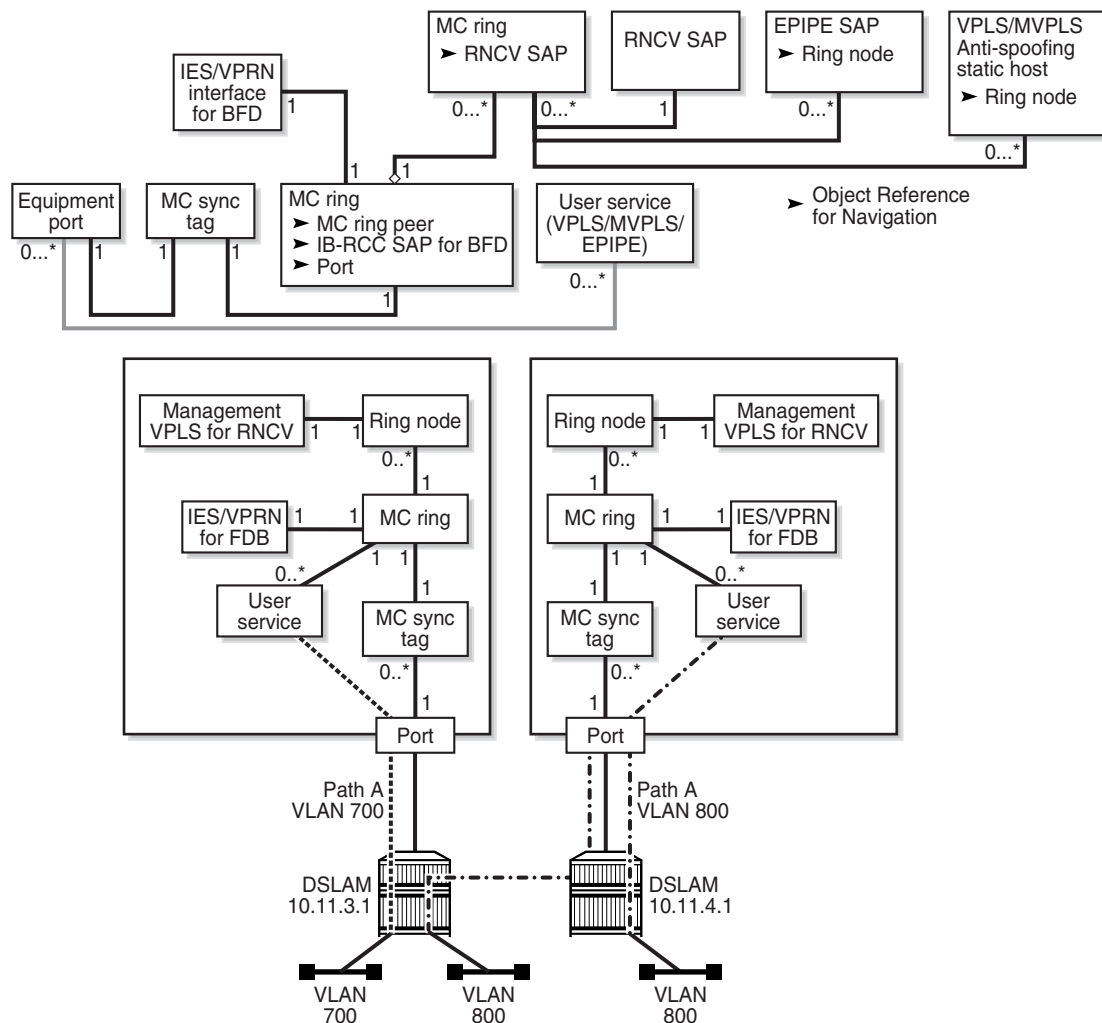 MC ring
➤ RNCV SAP
RNCV SAP
EPIPE SAP
➤ Ring node
VPLS/MVPLS
Anti-spoofing
static host
➤ Ring node
IES/VPRN
interface
for BFD
1
0...*
0...*
1
0...*
0...*
1
1
Equipment
port
MC sync
tag
MC ring
➤ MC ring peer
➤ IB-RCC SAP for BFD
➤ Port
User service
(VPLS/MVPLS/
EPIPE)
➤ Object Reference
for Navigation
0...*
1
1
1
1
0...*
Management
VPLS for RNCV
1
1
Ring node
0..*
1
IES/VPRN
for FDB
1
1
MC ring
1
1
0..*
User
service
1
MC sync
tag
0..*
1
Port
Ring node
1
1
Management
VPLS for RNCV
0..*
1
MC ring
1
1
IES/VPRN
for FDB
1
1
0..*
User
service
1
MC sync
tag
0..*
1
Port
Path A
VLAN 700
Path A
VLAN 800
DSLAM
10.11.3.1
DSLAM
10.11.4.1
VLAN
700
VLAN
800
VLAN
800